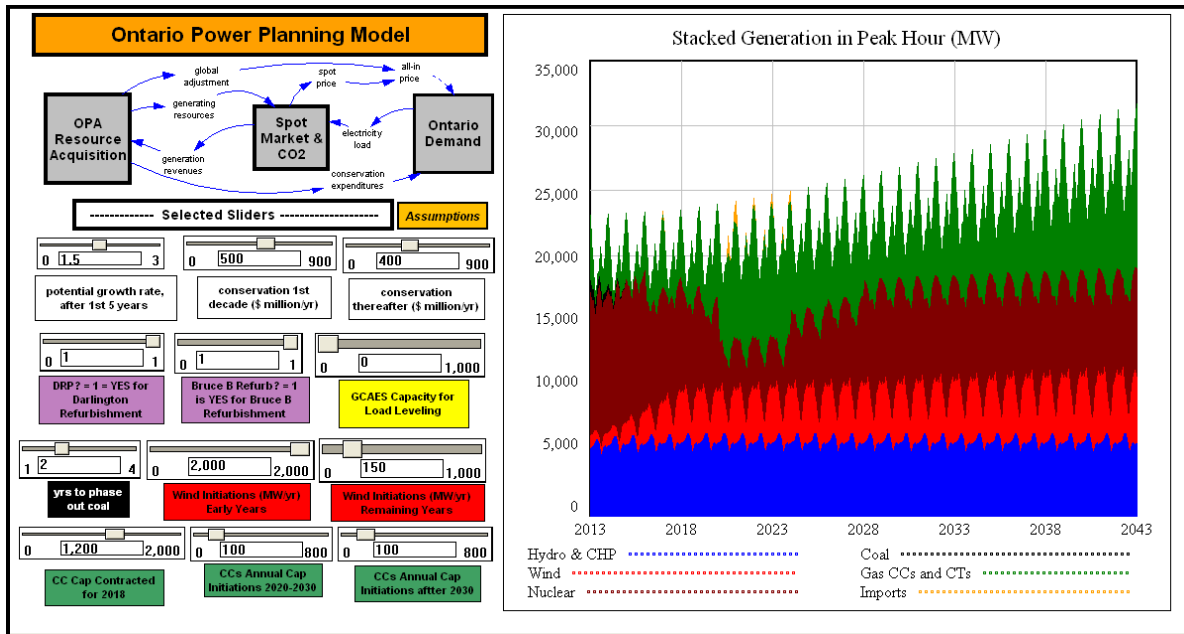 Ontario Power Planning Model
global
adjustment
spot
price
all-in
price
generating
resources
OPA
Resource
Acquisition
Spot
Market &
CO2
Ontario
Demand
electricity
load
generation
revenues
conservation
expenditures
------------- Selected Sliders ---------------------
Assumptions
0 1.5 3
potential growth rate,
after 1st 5 years
0 500 900
conservation 1st
decade ($ million/yr)
0 400 900
conservation
thereafter ($ million/yr)
0 1 1
DRP? = 1 = YES for
Darlington
Refurbishment
0 1 1
Bruce B Refurb? = 1
is YES for Bruce B
Refurbishment
0 0 1,000
GCAES Capacity for
Load Leveling
1 2 4
yrs to phase
out coal
0 2,000 2,000
Wind Initiations (MW/yr)
Early Years
0 150 1,000
Wind Initiations (MW/yr)
Remaining Years
0 1,200 2,000
CC Cap Contracted
for 2018
0 100 800
CCs Annual Cap
Initiations 2020-2030
0 100 800
CCs Annual Cap
Initiations aftter 2030
Stacked Generation in Peak Hour (MW)
35,000
30,000
25,000
20,000
15,000
10,000
5,000
0
2013 2018 2023 2028 2033 2038 2043
Hydro & CHP
Wind
Nuclear
Coal
Gas CCs and CTs
Imports